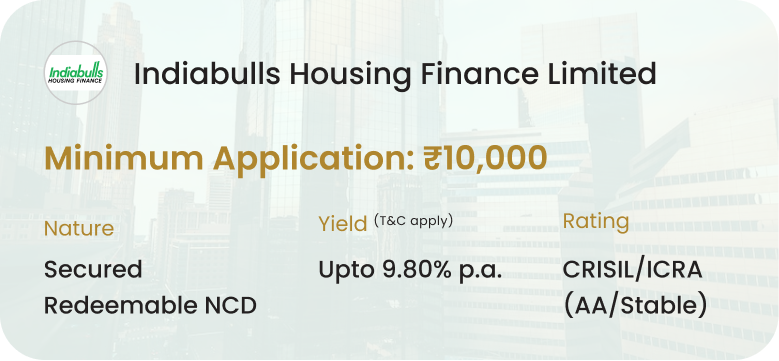 Indiabulls
HOUSING FINANCE
Indiabulls Housing Finance Limited
Minimum Application: ₹10,000
Nature
Secured
Redeemable NCD
Yield (T&C apply)
Upto 9.80% p.a.
Rating
CRISIL/ICRA
(AA/Stable)